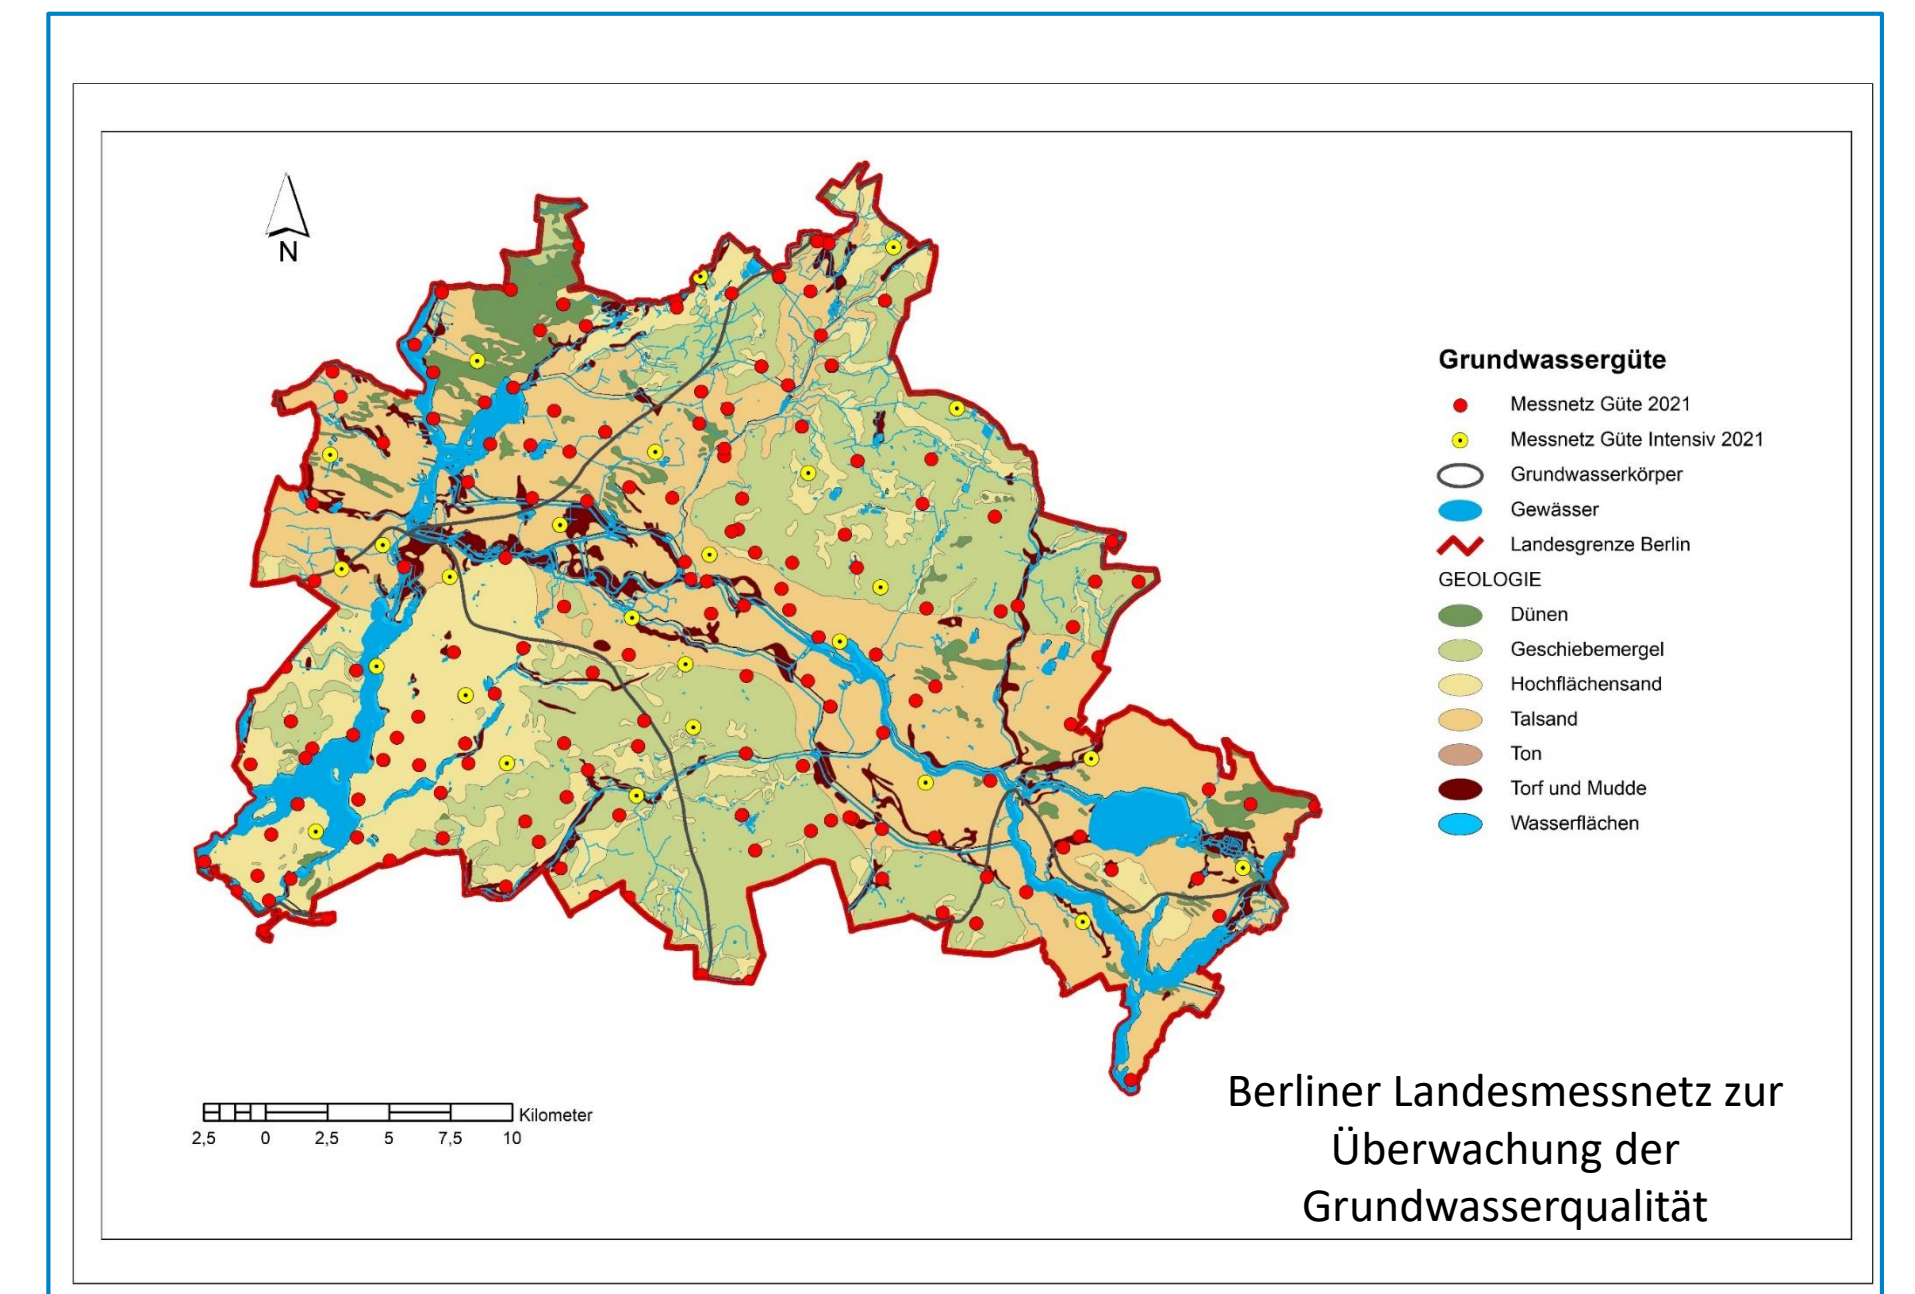 N
Grundwassergüte
Messnetz Güte 2021
Messnetz Güte Intensiv 2021
Grundwasserkörper
Gewässer
Landesgrenze Berlin
GEOLOGIE
Dünen
Geschiebemergel
Hochflächensand
Talsand
Ton
Torf und Mudde
Wasserflächen
Kilometer
2,5 0 2,5 5 7,5 10
Berliner Landesmessnetz zur
Überwachung der
Grundwasserqualität